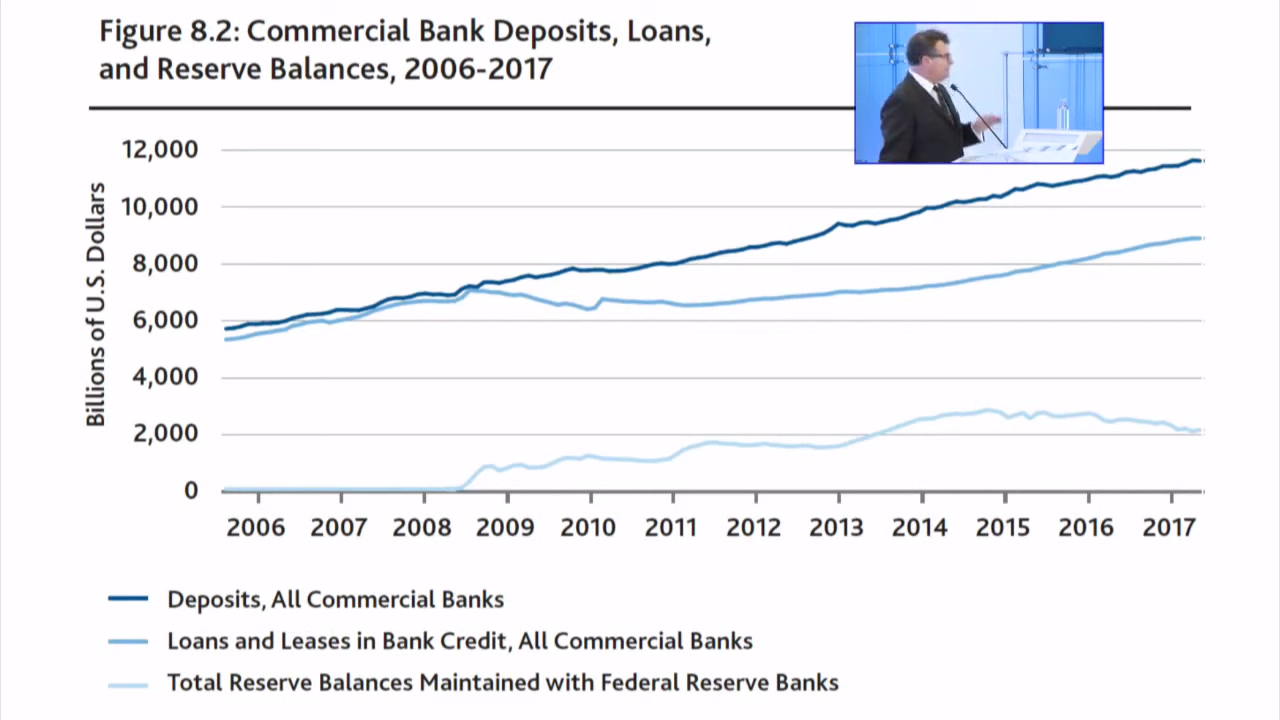 Figure 8.2: Commercial Bank Deposits, Loans,
and Reserve Balances, 2006-2017
Billions of U.S. Dollars
12,000
10,000
8,000
6,000
4,000
2,000
0
2006 2007 2008 2009 2010 2011 2012 2013 2014 2015 2016 2017
Deposits, All Commercial Banks
Loans and Leases in Bank Credit, All Commercial Banks
Total Reserve Balances Maintained with Federal Reserve Banks